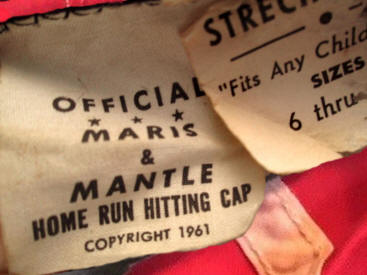 OFFICIAL
MARIS
&
MANTLE
HOME RUN HITTING CAP
COPYRIGHT 1961
"Fits Any Child
SIZES
6 thru